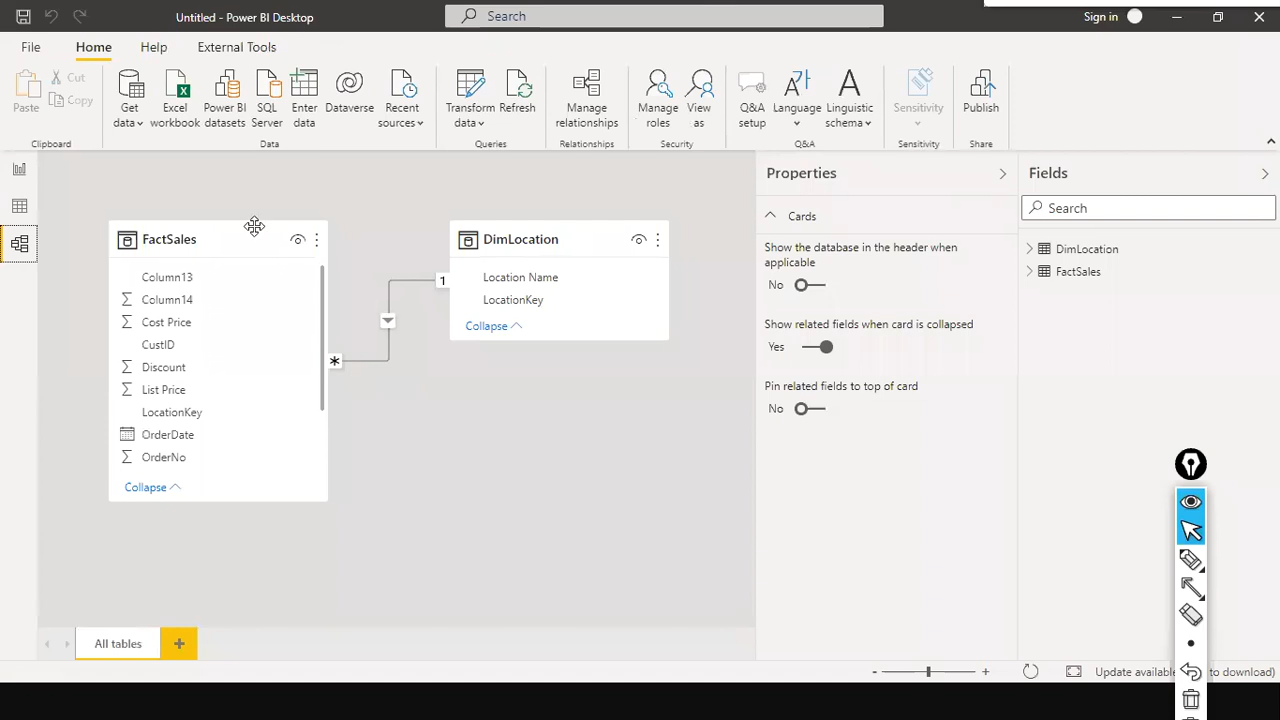 Untitled - Power BI Desktop
Search
Sign in
File
Home
Help
External Tools
Paste
Cut
Copy
Get data
Excel workbook
Power BI datasets
SQL Server
Enter data
Dataverse
Recent sources
Transform data
Refresh
Manage relationships
Manage roles
View as
Q&A setup
Language
Linguistic schema
Sensitivity
Publish
Clipboard
Data
Queries
Relationships
Security
Q&A
Sensitivity
Share
FactSales
Column13
Σ Column14
Σ Cost Price
CustID
Σ Discount
Σ List Price
LocationKey
OrderDate
Σ OrderNo
Collapse
1
*
DimLocation
Location Name
LocationKey
Collapse
Properties
Cards
Show the database in the header when
applicable
No
Show related fields when card is collapsed
Yes
Pin related fields to top of card
No
Fields
Search
DimLocation
FactSales
All tables
+
- +
Update available
to download)